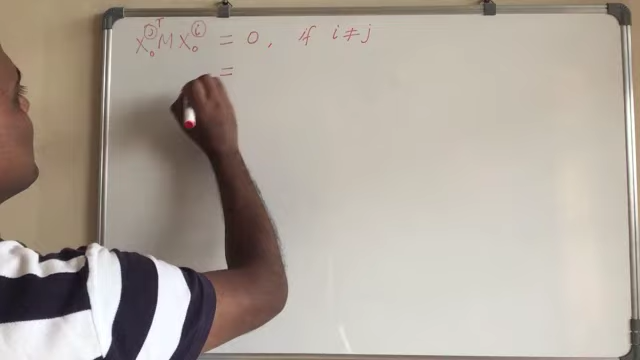 X₀⁽ʲ⁾ᵀ M X₀⁽ⁱ⁾ = 0, if i ≠ j
=